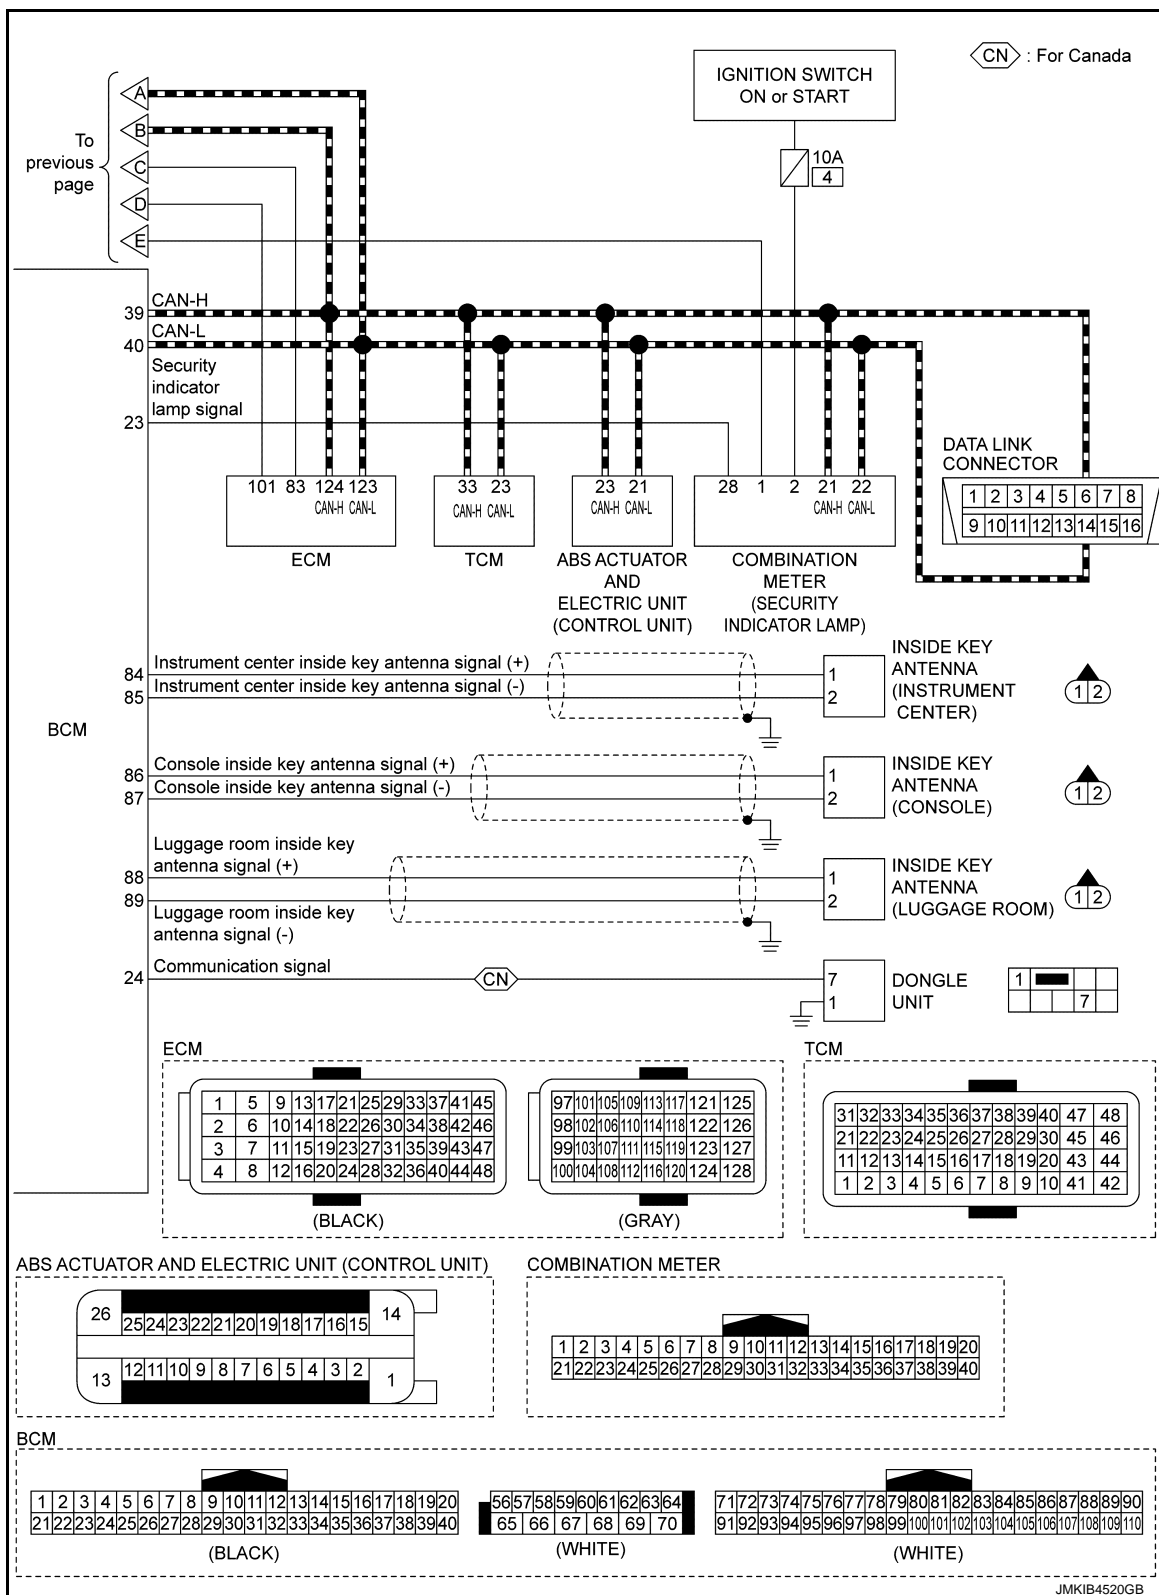 CN : For Canada
IGNITION SWITCH
ON or START
10A
4
To
previous
page
A
B
C
D
E
39 CAN-H
40 CAN-L
Security
indicator
lamp signal
23
101 83 124 123
CAN-H CAN-L
ECM
33 23
CAN-H CAN-L
TCM
23 21
CAN-H CAN-L
ABS ACTUATOR
AND
ELECTRIC UNIT
(CONTROL UNIT)
28 1 2 21 22
CAN-H CAN-L
COMBINATION
METER
(SECURITY
INDICATOR LAMP)
DATA LINK
CONNECTOR
1 2 3 4 5 6 7 8
9 10 11 12 13 14 15 16
BCM
84 Instrument center inside key antenna signal (+) 1
85 Instrument center inside key antenna signal (-) 2
INSIDE KEY
ANTENNA
(INSTRUMENT
CENTER)
1 2
86 Console inside key antenna signal (+) 1
87 Console inside key antenna signal (-) 2
INSIDE KEY
ANTENNA
(CONSOLE)
1 2
Luggage room inside key
antenna signal (+)
88 1
89 2
Luggage room inside key
antenna signal (-)
INSIDE KEY
ANTENNA
(LUGGAGE ROOM)
1 2
24 Communication signal CN 7
1
DONGLE
UNIT
1
7
ECM
1 5 9 13 17 21 25 29 33 37 41 45
2 6 10 14 18 22 26 30 34 38 42 46
3 7 11 15 19 23 27 31 35 39 43 47
4 8 12 16 20 24 28 32 36 40 44 48
(BLACK)
97 101 105 109 113 117 121 125
98 102 106 110 114 118 122 126
99 103 107 111 115 119 123 127
100 104 108 112 116 120 124 128
(GRAY)
TCM
31 32 33 34 35 36 37 38 39 40 47 48
21 22 23 24 25 26 27 28 29 30 45 46
11 12 13 14 15 16 17 18 19 20 43 44
1 2 3 4 5 6 7 8 9 10 41 42
ABS ACTUATOR AND ELECTRIC UNIT (CONTROL UNIT)
26 25 24 23 22 21 20 19 18 17 16 15 14
13 12 11 10 9 8 7 6 5 4 3 2 1
COMBINATION METER
1 2 3 4 5 6 7 8 9 10 11 12 13 14 15 16 17 18 19 20
21 22 23 24 25 26 27 28 29 30 31 32 33 34 35 36 37 38 39 40
BCM
1 2 3 4 5 6 7 8 9 10 11 12 13 14 15 16 17 18 19 20
21 22 23 24 25 26 27 28 29 30 31 32 33 34 35 36 37 38 39 40
(BLACK)
56 57 58 59 60 61 62 63 64
65 66 67 68 69 70
(WHITE)
71 72 73 74 75 76 77 78 79 80 81 82 83 84 85 86 87 88 89 90
91 92 93 94 95 96 97 98 99 100 101 102 103 104 105 106 107 108 109 110
(WHITE)
JMKIB4520GB